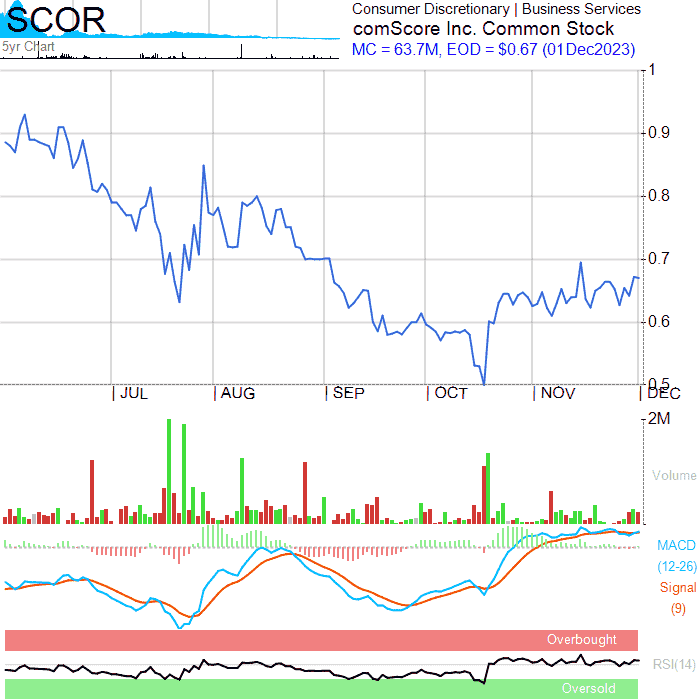 SCOR
5yr Chart
Consumer Discretionary | Business Services
comScore Inc. Common Stock
MC = 63.7M, EOD = $0.67 (01Dec2023)
1
0.9
0.8
0.7
0.6
0.5
| JUL | AUG | SEP | OCT | NOV | DEC
2M
Volume
MACD
(12-26)
Signal
(9)
Overbought
RSI(14)
Oversold